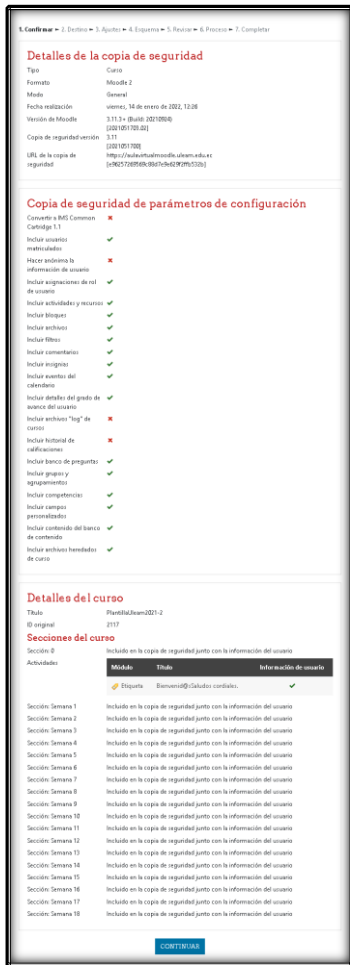 1. Confirmar ► 2. Destino ► 3. Ajustes ► 4. Esquema ► 5. Revisar ► 6. Proceso ► 7. Completar
Detalles de la
copia de seguridad
Tipo Curso
Formato Moodle 2
Modo General
Fecha realización viernes, 14 de enero de 2022, 12:28
Versión de Moodle 3.11.3+ (Build: 20210924)
[2021051703.02]
Copia de seguridad versión 3.11
[2021051700]
URL de la copia de https://aulavirtualmoodle.uleam.edu.ec
seguridad
Copia de seguridad de parámetros de configuración
Convertir a IMS Common ✖
Cartridge 1.1
Incluir usuarios ✔
matriculados
Hacer anónima la ✖
información de usuario
Incluir asignaciones de rol ✔
de usuario
Incluir actividades y recursos ✔
Incluir bloques ✔
Incluir archivos ✔
Incluir filtros ✔
Incluir comentarios ✔
Incluir insignias ✔
Incluir eventos del ✔
calendario
Incluir detalles del grado de ✔
avance del usuario
Incluir archivos "log" de ✖
cursos
Incluir historial de ✖
calificaciones
Incluir banco de preguntas ✔
Incluir grupos y ✔
agrupamientos
Incluir competencias ✔
Incluir campos ✔
personalizados
Incluir contenido del banco ✔
de contenido
Incluir archivos heredados ✔
de curso
Detalles del curso
Título PlantillaUleam2021-2
ID original 2117
Secciones del curso
Sección: 0 Incluido en la copia de seguridad junto con la información del usuario
Actividades
Módulo Título Información de usuario
Etiqueta Bienvenid@sSaludos cordiales. ✔
Sección: Semana 1 Incluido en la copia de seguridad junto con la información del usuario
Sección: Semana 2 Incluido en la copia de seguridad junto con la información del usuario
Sección: Semana 3 Incluido en la copia de seguridad junto con la información del usuario
Sección: Semana 4 Incluido en la copia de seguridad junto con la información del usuario
Sección: Semana 5 Incluido en la copia de seguridad junto con la información del usuario
Sección: Semana 6 Incluido en la copia de seguridad junto con la información del usuario
Sección: Semana 7 Incluido en la copia de seguridad junto con la información del usuario
Sección: Semana 8 Incluido en la copia de seguridad junto con la información del usuario
Sección: Semana 9 Incluido en la copia de seguridad junto con la información del usuario
Sección: Semana 10 Incluido en la copia de seguridad junto con la información del usuario
Sección: Semana 11 Incluido en la copia de seguridad junto con la información del usuario
Sección: Semana 12 Incluido en la copia de seguridad junto con la información del usuario
Sección: Semana 13 Incluido en la copia de seguridad junto con la información del usuario
Sección: Semana 14 Incluido en la copia de seguridad junto con la información del usuario
Sección: Semana 15 Incluido en la copia de seguridad junto con la información del usuario
Sección: Semana 16 Incluido en la copia de seguridad junto con la información del usuario
Sección: Semana 17 Incluido en la copia de seguridad junto con la información del usuario
Sección: Semana 18 Incluido en la copia de seguridad junto con la información del usuario
CONTINUAR